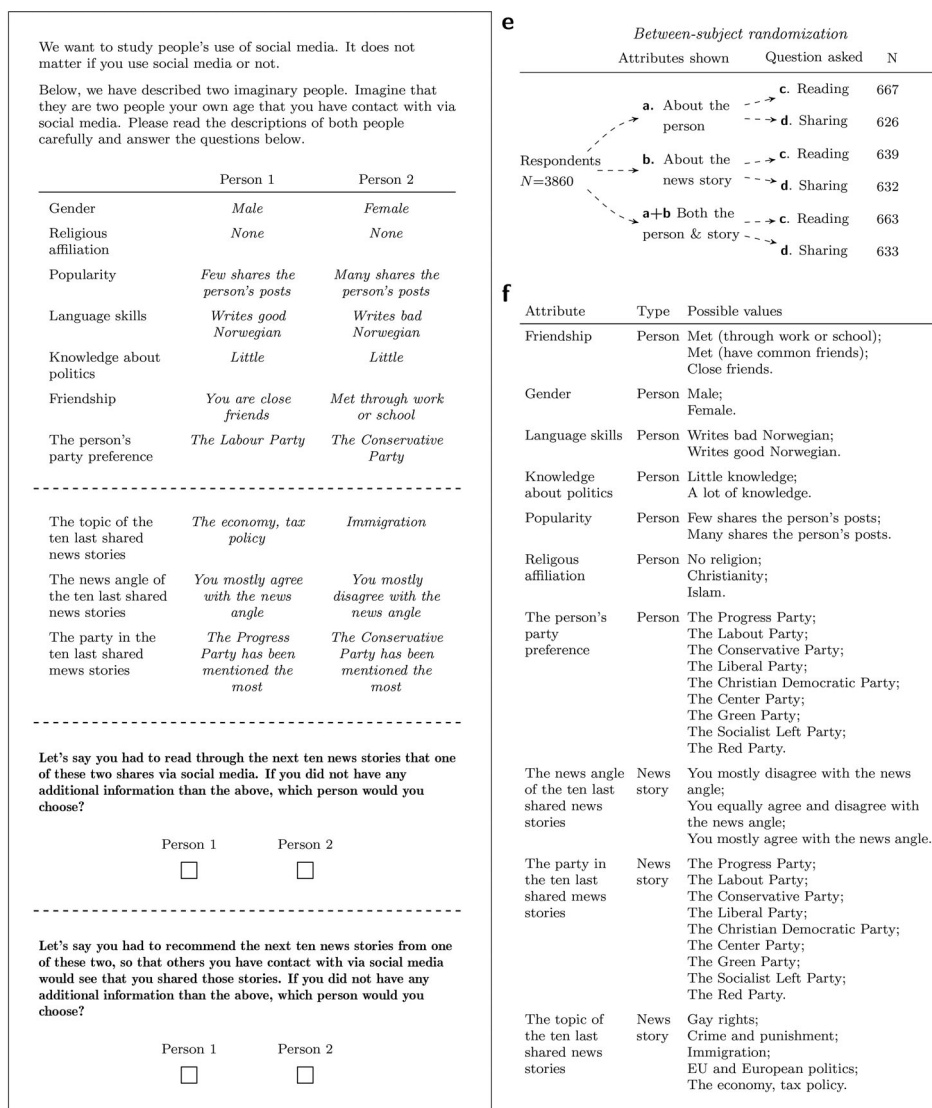 We want to study people's use of social media. It does not
matter if you use social media or not.
Below, we have described two imaginary people. Imagine that
they are two people your own age that you have contact with via
social media. Please read the descriptions of both people
carefully and answer the questions below.
Person 1 Person 2
Gender Male Female
Religious None None
affiliation
Popularity Few shares the Many shares the
person's posts person's posts
Language skills Writes good Writes bad
Norwegian Norwegian
Knowledge about Little Little
politics
Friendship You are close Met through work
friends or school
The person's The Labour Party The Conservative
party preference Party
The topic of the The economy, tax Immigration
ten last shared policy
news stories
The news angle of You mostly agree You mostly
the ten last shared with the news disagree with the
news stories angle news angle
The party in the The Progress The Conservative
ten last shared Party has been Party has been
mews stories mentioned the mentioned the
most most
Let's say you had to read through the next ten news stories that one
of these two shares via social media. If you did not have any
additional information than the above, which person would you
choose?
Person 1 Person 2
Let's say you had to recommend the next ten news stories from one
of these two, so that others you have contact with via social media
would see that you shared those stories. If you did not have any
additional information than the above, which person would you
choose?
Person 1 Person 2
e
Between-subject randomization
Attributes shown Question asked N
Respondents
N=3860
a. About the
person
c. Reading 667
d. Sharing 626
b. About the
news story
c. Reading 639
d. Sharing 632
a+b Both the
person & story
c. Reading 663
d. Sharing 633
f
Attribute Type Possible values
Friendship Person Met (through work or school);
Met (have common friends);
Close friends.
Gender Person Male;
Female.
Language skills Person Writes bad Norwegian;
Writes good Norwegian.
Knowledge Person Little knowledge;
about politics A lot of knowledge.
Popularity Person Few shares the person's posts;
Many shares the person's posts.
Religous Person No religion;
affiliation Christianity;
Islam.
The person's Person The Progress Party;
party The Labout Party;
preference The Conservative Party;
The Liberal Party;
The Christian Democratic Party;
The Center Party;
The Green Party;
The Socialist Left Party;
The Red Party.
The news angle News You mostly disagree with the news
of the ten last story angle;
shared news You equally agree and disagree with
stories the news angle;
You mostly agree with the news angle.
The party in News The Progress Party;
the ten last story The Labout Party;
shared mews The Conservative Party;
stories The Liberal Party;
The Christian Democratic Party;
The Center Party;
The Green Party;
The Socialist Left Party;
The Red Party.
The topic of News Gay rights;
the ten last story Crime and punishment;
shared news Immigration;
stories EU and European politics;
The economy, tax policy.